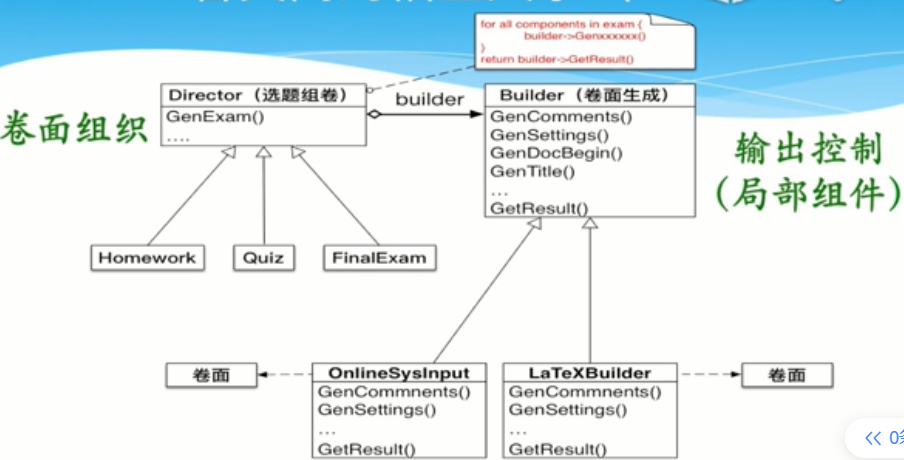 for all components in exam {
builder->Genxxxxxx()
}
return builder->GetResult()
Director（选题组卷）
GenExam()
....
builder
Builder（卷面生成）
GenComments()
GenSettings()
GenDocBegin()
GenTitle()
...
GetResult()
卷面组织
输出控制
（局部组件）
Homework
Quiz
FinalExam
卷面
OnlineSysInput
GenCommnents()
GenSettings()
...
GetResult()
LaTeXBuilder
GenCommnents()
GenSettings()
...
GetResult()
卷面